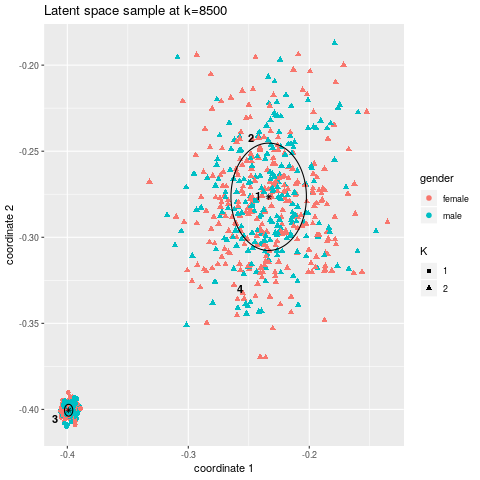 Latent space sample at k=8500
-0.20
-0.25
-0.30
-0.35
-0.40
coordinate 2
2
1
4
3
-0.4
-0.3
-0.2
coordinate 1
gender
female
male
K
1
2